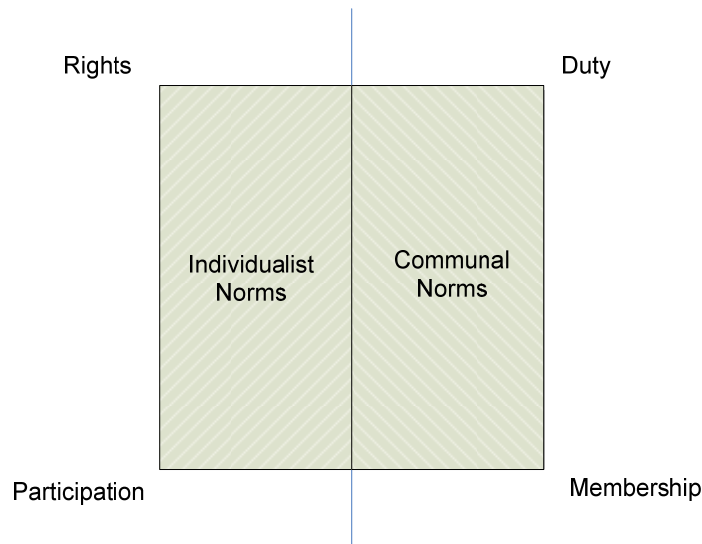 Rights
Duty
Individualist
Norms
Communal
Norms
Participation
Membership